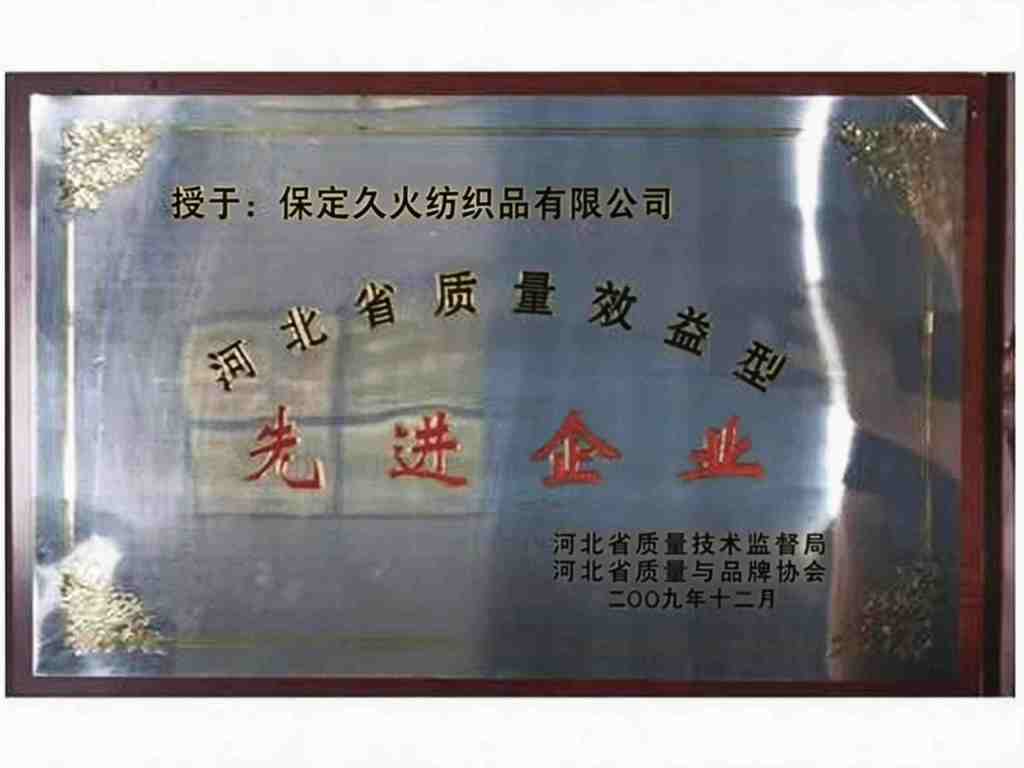 授于：保定久火纺织品有限公司
河北省质量效益型
先进企业
河北省质量技术监督局
河北省质量与品牌协会
二〇〇九年十二月